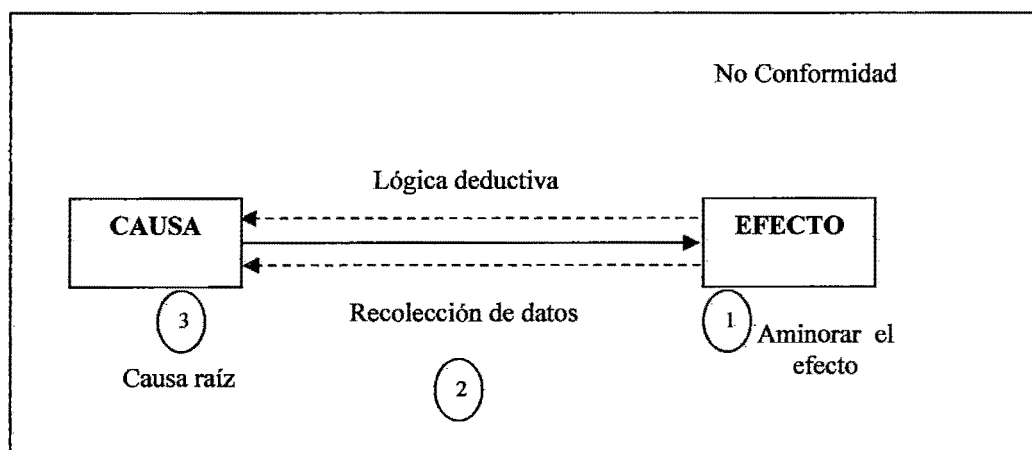 No Conformidad
Lógica deductiva
CAUSA
EFECTO
Recolección de datos
3
1
Aminorar el
efecto
Causa raíz
2